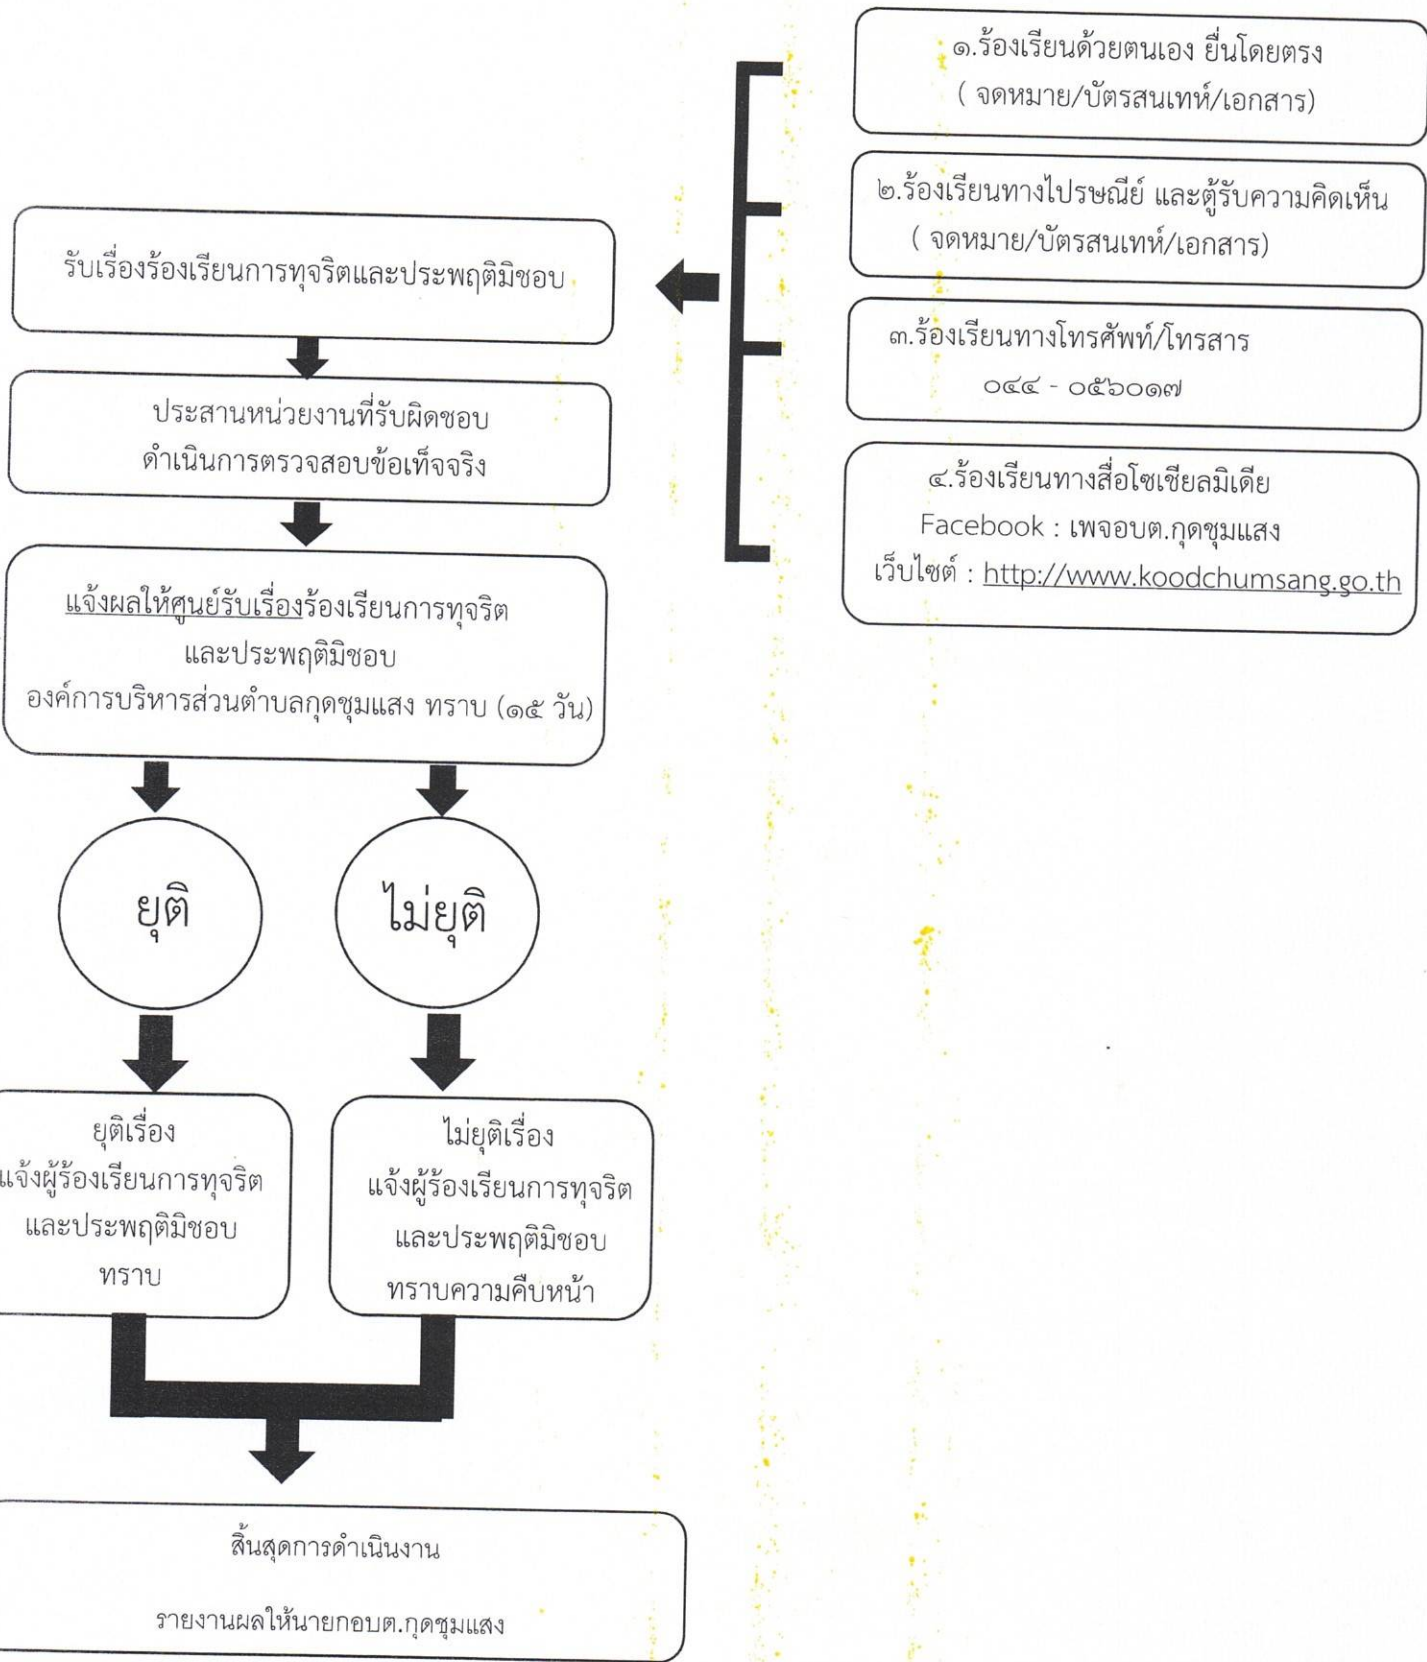 ๑.ร้องเรียนด้วยตนเอง ยื่นโดยตรง
( จดหมาย/บัตรสนเทห์/เอกสาร)
๒.ร้องเรียนทางไปรษณีย์ และตู้รับความคิดเห็น
( จดหมาย/บัตรสนเทห์/เอกสาร)
๓.ร้องเรียนทางโทรศัพท์/โทรสาร
๐๔๔ - ๐๕๖๐๑๗
๔.ร้องเรียนทางสื่อโซเชียลมิเดีย
Facebook : เพจอบต.กุดชุมแสง
เว็บไซต์ : http://www.koodchumsang.go.th
รับเรื่องร้องเรียนการทุจริตและประพฤติมิชอบ
ประสานหน่วยงานที่รับผิดชอบ
ดำเนินการตรวจสอบข้อเท็จจริง
แจ้งผลให้ศูนย์รับเรื่องร้องเรียนการทุจริต
และประพฤติมิชอบ
องค์การบริหารส่วนตำบลกุดชุมแสง ทราบ (๑๕ วัน)
ยุติ
ไม่ยุติ
ยุติเรื่อง
แจ้งผู้ร้องเรียนการทุจริต
และประพฤติมิชอบ
ทราบ
ไม่ยุติเรื่อง
แจ้งผู้ร้องเรียนการทุจริต
และประพฤติมิชอบ
ทราบความคืบหน้า
สิ้นสุดการดำเนินงาน
รายงานผลให้นายกอบต.กุดชุมแสง